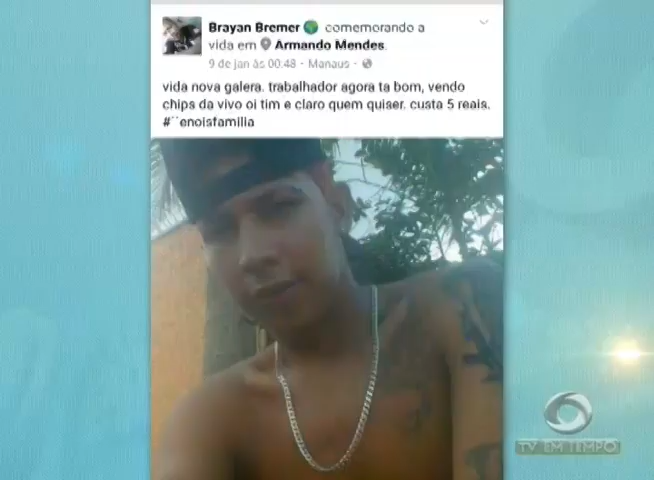 Brayan Bremer comemorando a
vida em Armando Mendes.
9 de jan às 00:48 - Manaus -
vida nova galera. trabalhador agora ta bom, vendo
chips da vivo oi tim e claro quem quiser. custa 5 reais.
#´´enoisfamilia
TV EM TEMPO